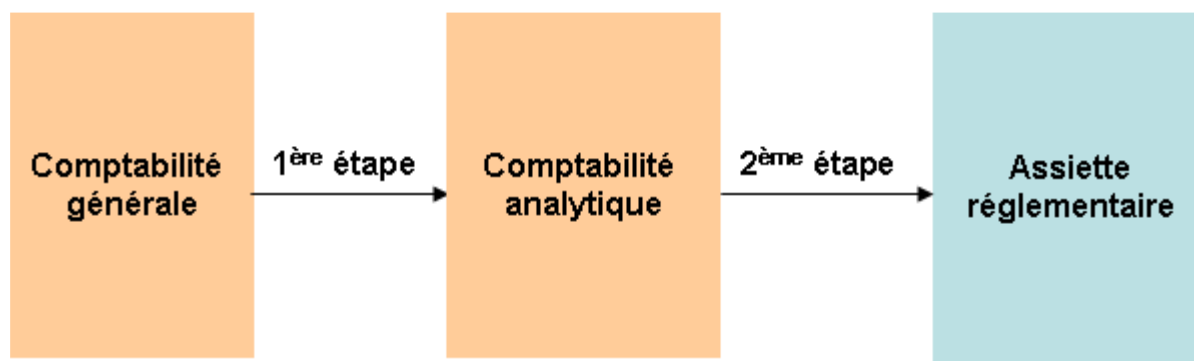 Comptabilité
générale
1ère étape
Comptabilité
analytique
2ème étape
Assiette
réglementaire